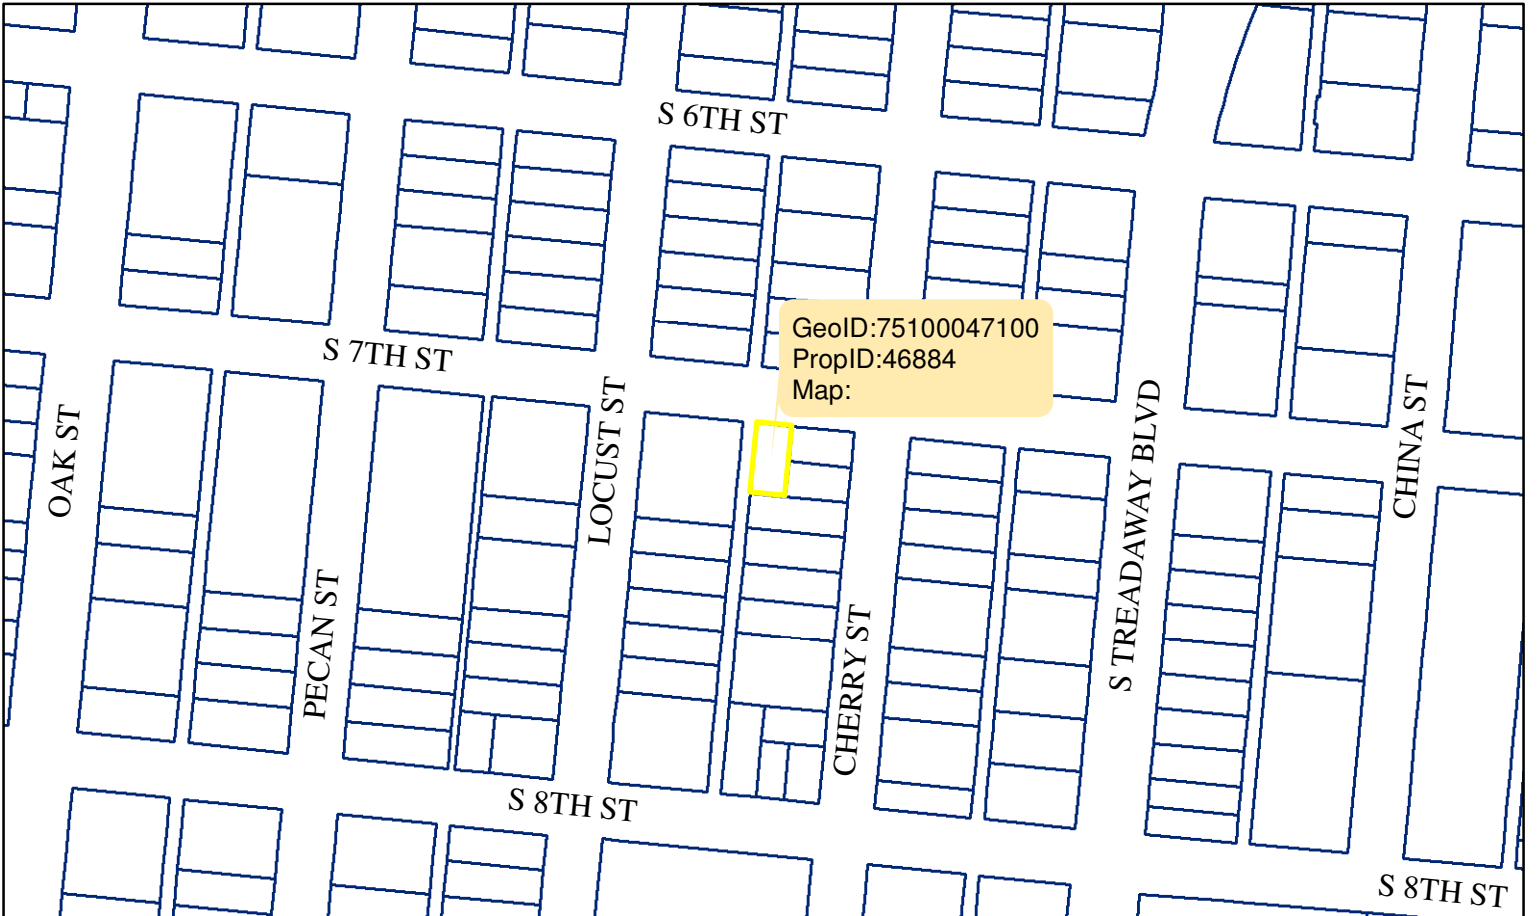 S 6TH ST
GeoID:75100047100
PropID:46884
Map:
S 7TH ST
OAK ST
LOCUST ST
S TREADAWAY BLVD
CHINA ST
PECAN ST
CHERRY ST
S 8TH ST
S 8TH ST